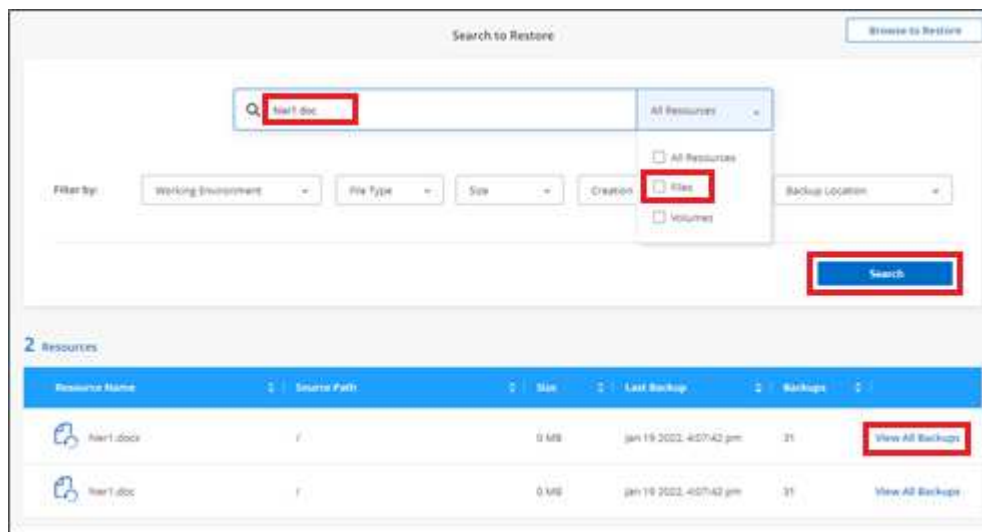 Search to Restore
Browse to Restore
hier1.doc
All Resources
All Resources
Filter by:
Working Environment
File Type
Size
Creation
Files
Backup Location
Volumes
Search
2 Resources
Resource Name
Source Path
Size
Last Backup
Backups
hier1.docx / 0 MB Jan 19 2022, 4:07:42 pm 31 View All Backups
hier1.doc / 0 MB Jan 19 2022, 4:07:42 pm 31 View All Backups